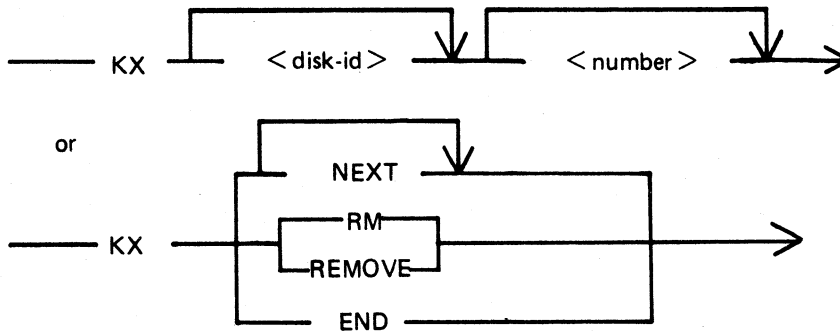 KX <disk-id> <number>
or
NEXT
RM
KX
REMOVE
END